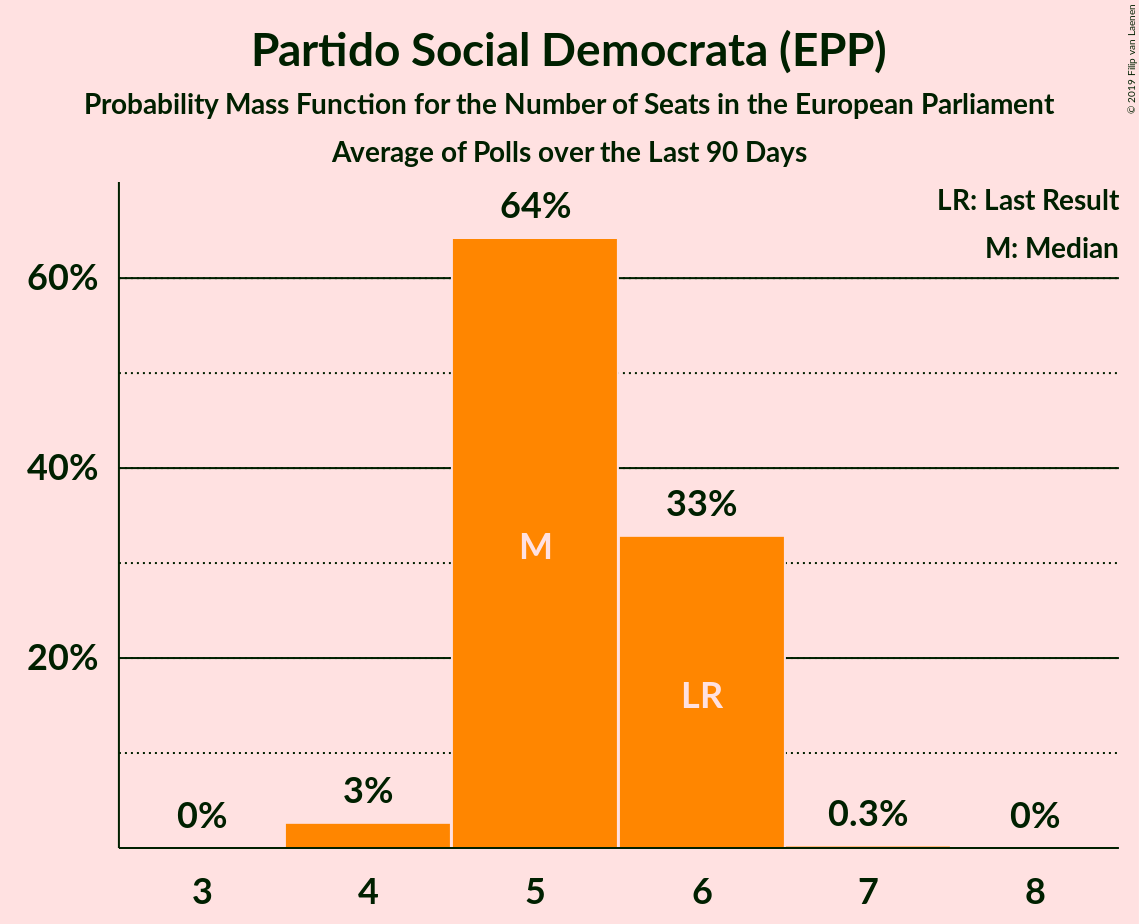 Partido Social Democrata (EPP)
Probability Mass Function for the Number of Seats in the European Parliament
Average of Polls over the Last 90 Days
© 2019 Filip van Laenen
LR: Last Result
M: Median
60%
40%
20%
0%
3%
64%
33%
0.3%
0%
M
LR
3 4 5 6 7 8